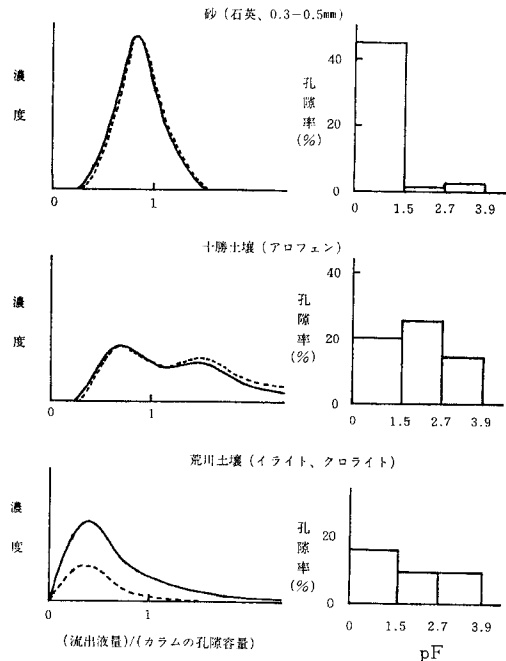 砂(石英、0.3−0.5mm)
濃度
0
1
孔隙率(%)
40
20
0
0 1.5 2.7 3.9
十勝土壌(アロフェン)
濃度
0
1
孔隙率(%)
40
20
0
0 1.5 2.7 3.9
荒川土壌(イライト、クロライト)
濃度
0
1
(流出液量)/(カラムの孔隙容量)
孔隙率(%)
20
0
0 1.5 2.7 3.9
pF